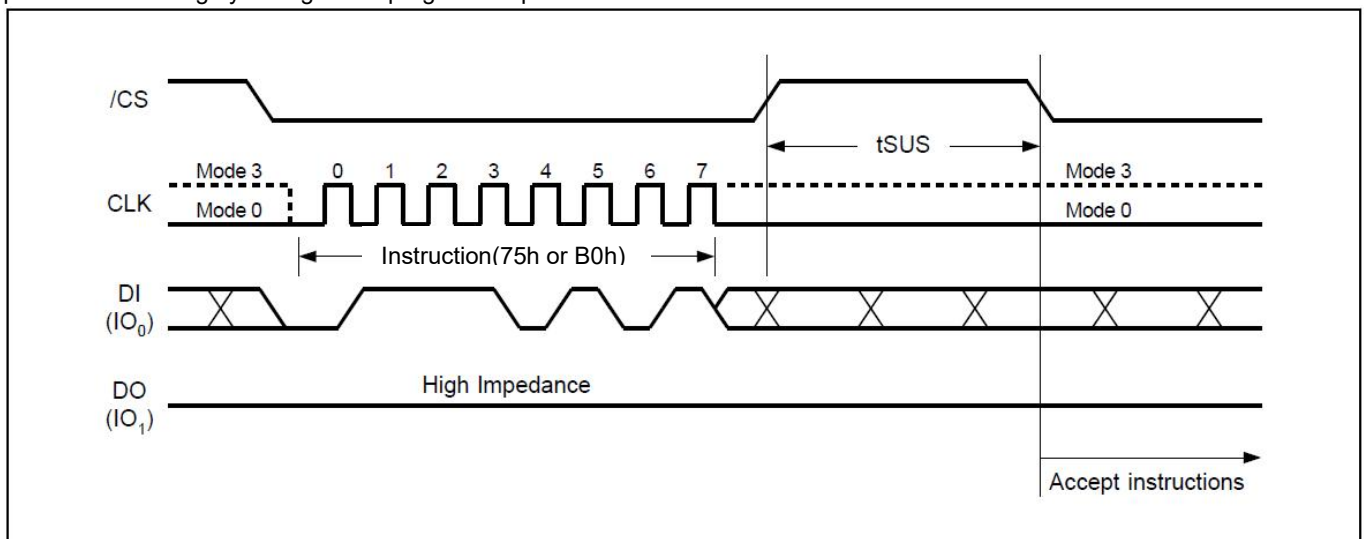 /CS
tSUS
Mode 3 0 1 2 3 4 5 6 7 Mode 3
CLK
Mode 0 Mode 0
Instruction(75h or B0h)
DI
(IO0)
High Impedance
DO
(IO1)
Accept instructions